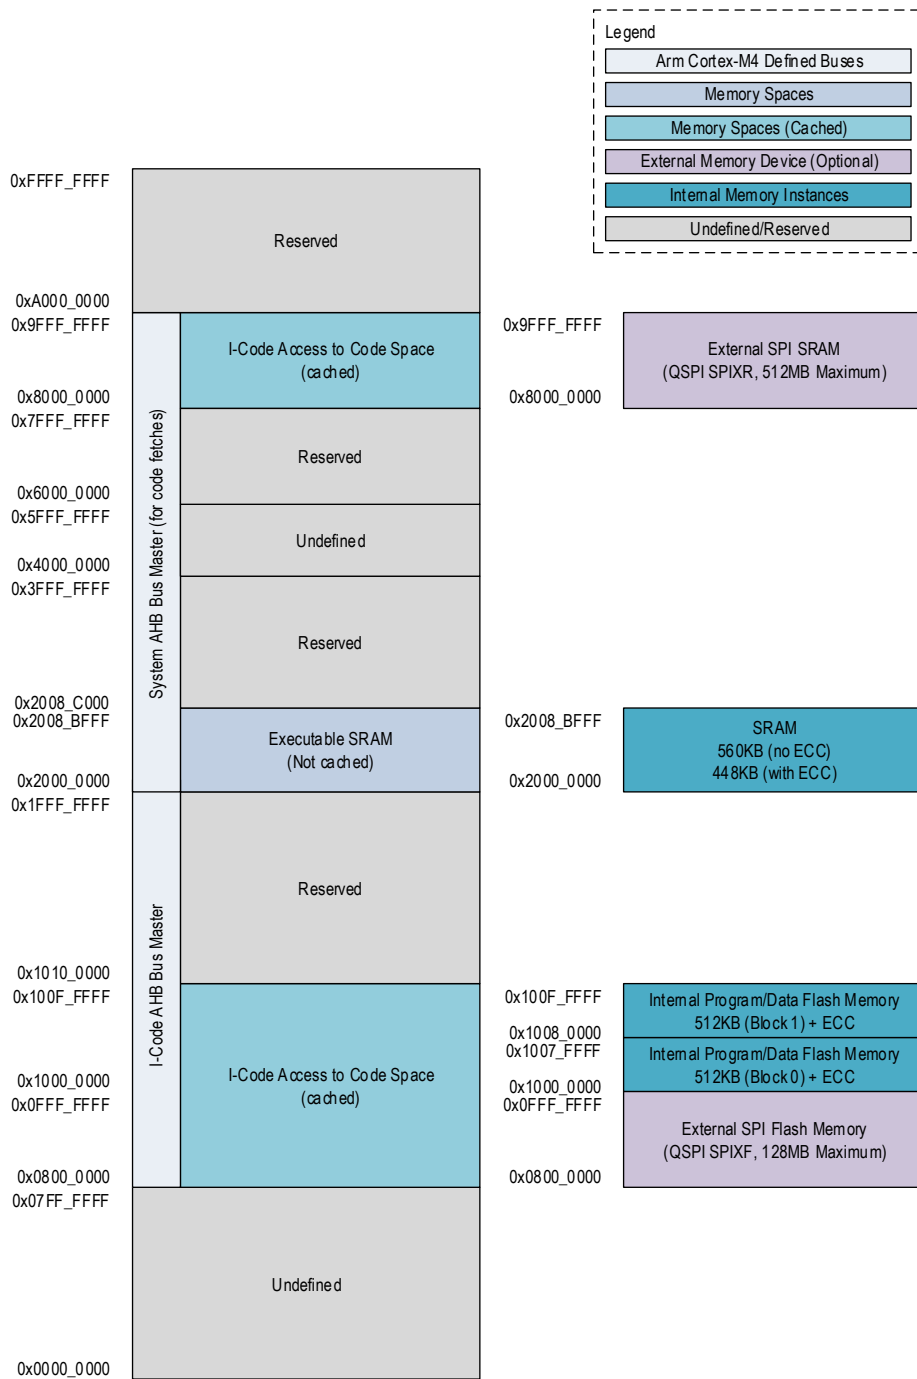 Legend
Arm Cortex-M4 Defined Buses
Memory Spaces
Memory Spaces (Cached)
External Memory Device (Optional)
Internal Memory Instances
Undefined/Reserved
0xFFFF_FFFF
Reserved
0xA000_0000
0x9FFF_FFFF
I-Code Access to Code Space
(cached)
0x8000_0000
0x7FFF_FFFF
Reserved
0x6000_0000
0x5FFF_FFFF
Undefined
0x4000_0000
0x3FFF_FFFF
Reserved
0x2008_C000
0x2008_BFFF
Executable SRAM
(Not cached)
0x2000_0000
System AHB Bus Master (for code fetches)
0x1FFF_FFFF
Reserved
0x1010_0000
0x100F_FFFF
I-Code Access to Code Space
(cached)
0x1000_0000
0x0FFF_FFFF
0x0800_0000
I-Code AHB Bus Master
0x07FF_FFFF
Undefined
0x0000_0000
0x9FFF_FFFF
External SPI SRAM
(QSPI SPIXR, 512MB Maximum)
0x8000_0000
0x2008_BFFF
SRAM
560KB (no ECC)
448KB (with ECC)
0x2000_0000
0x100F_FFFF
Internal Program/Data Flash Memory
512KB (Block 1) + ECC
0x1008_0000
0x1007_FFFF
Internal Program/Data Flash Memory
512KB (Block 0) + ECC
0x1000_0000
0x0FFF_FFFF
External SPI Flash Memory
(QSPI SPIXF, 128MB Maximum)
0x0800_0000